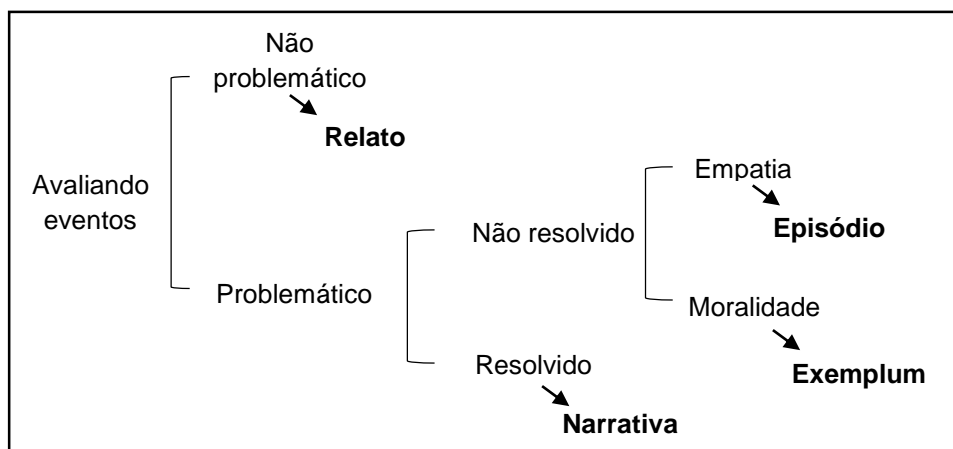 Não
problemático
Relato
Avaliando
eventos
Empatia
Episódio
Não resolvido
Problemático
Moralidade
Exemplum
Resolvido
Narrativa